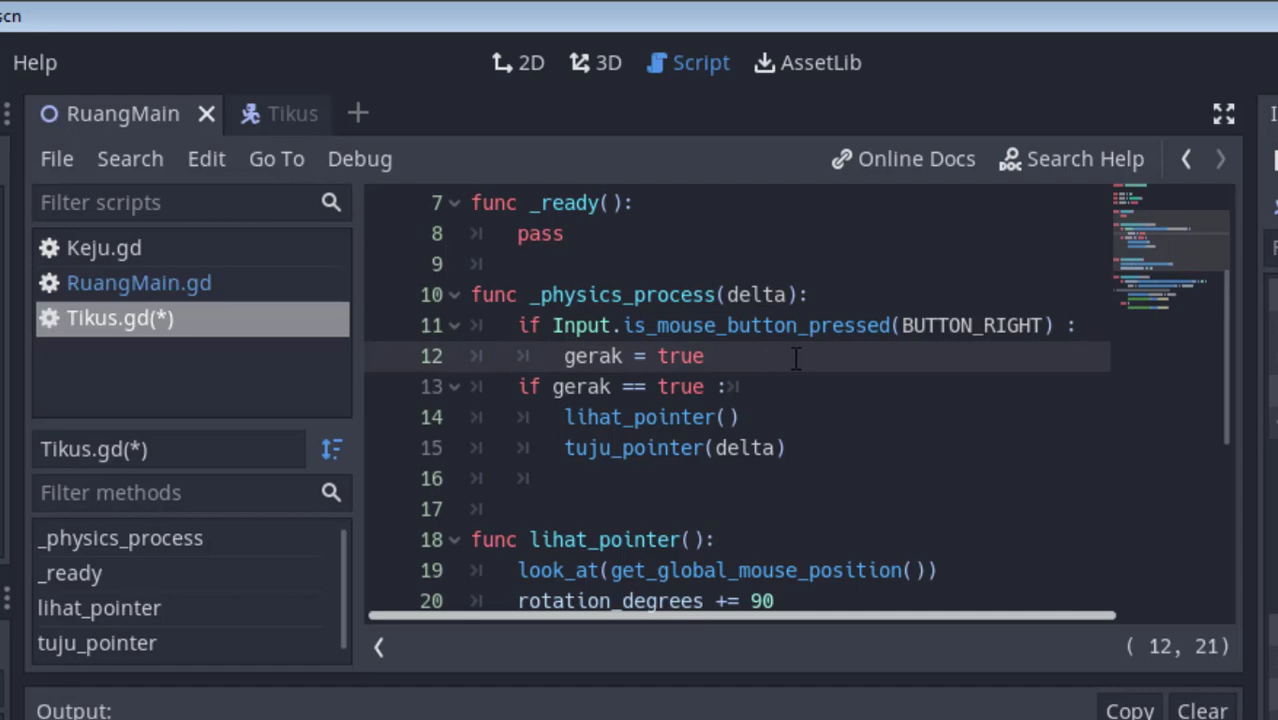 scn
Help 2D 3D Script AssetLib
RuangMain Tikus
File Search Edit Go To Debug Online Docs Search Help
Filter scripts
Keju.gd
RuangMain.gd
Tikus.gd(*)
Tikus.gd(*)
Filter methods
_physics_process
_ready
lihat_pointer
tuju_pointer
7 func _ready():
8 pass
9
10 func _physics_process(delta):
11 if Input.is_mouse_button_pressed(BUTTON_RIGHT) :
12 gerak = true
13 if gerak == true :
14 lihat_pointer()
15 tuju_pointer(delta)
16
17
18 func lihat_pointer():
19 look_at(get_global_mouse_position())
20 rotation_degrees += 90
( 12, 21)
Output: Copy Clear